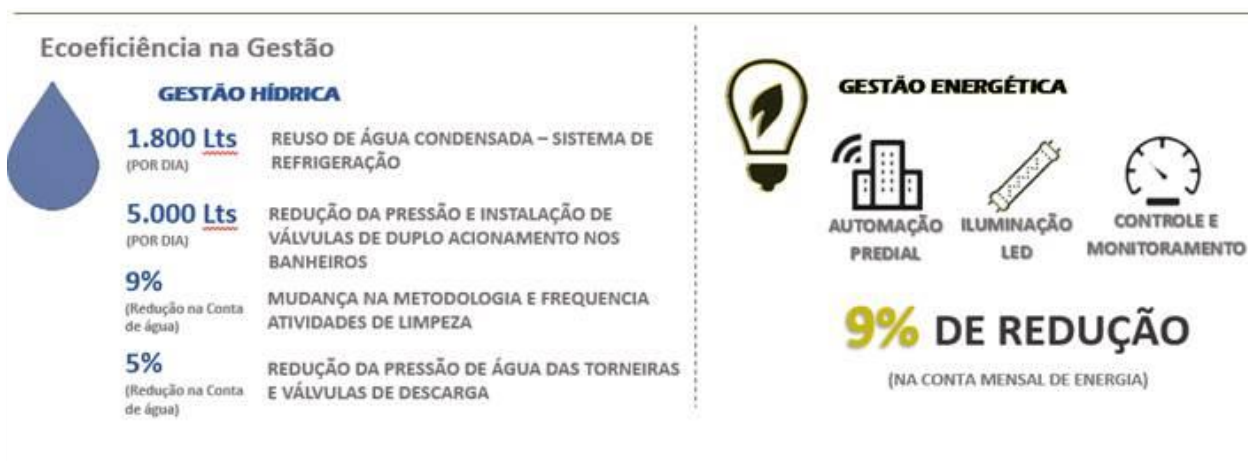 Ecoeficiência na Gestão
GESTÃO HÍDRICA
1.800 Lts
(POR DIA)
REUSO DE ÁGUA CONDENSADA – SISTEMA DE
REFRIGERAÇÃO
5.000 Lts
(POR DIA)
REDUÇÃO DA PRESSÃO E INSTALAÇÃO DE
VÁLVULAS DE DUPLO ACIONAMENTO NOS
BANHEIROS
9%
(Redução na Conta
de água)
MUDANÇA NA METODOLOGIA E FREQUENCIA
ATIVIDADES DE LIMPEZA
5%
(Redução na Conta
de água)
REDUÇÃO DA PRESSÃO DE ÁGUA DAS TORNEIRAS
E VÁLVULAS DE DESCARGA
GESTÃO ENERGÉTICA
AUTOMAÇÃO
PREDIAL
ILUMINAÇÃO
LED
CONTROLE E
MONITORAMENTO
9% DE REDUÇÃO
(NA CONTA MENSAL DE ENERGIA)